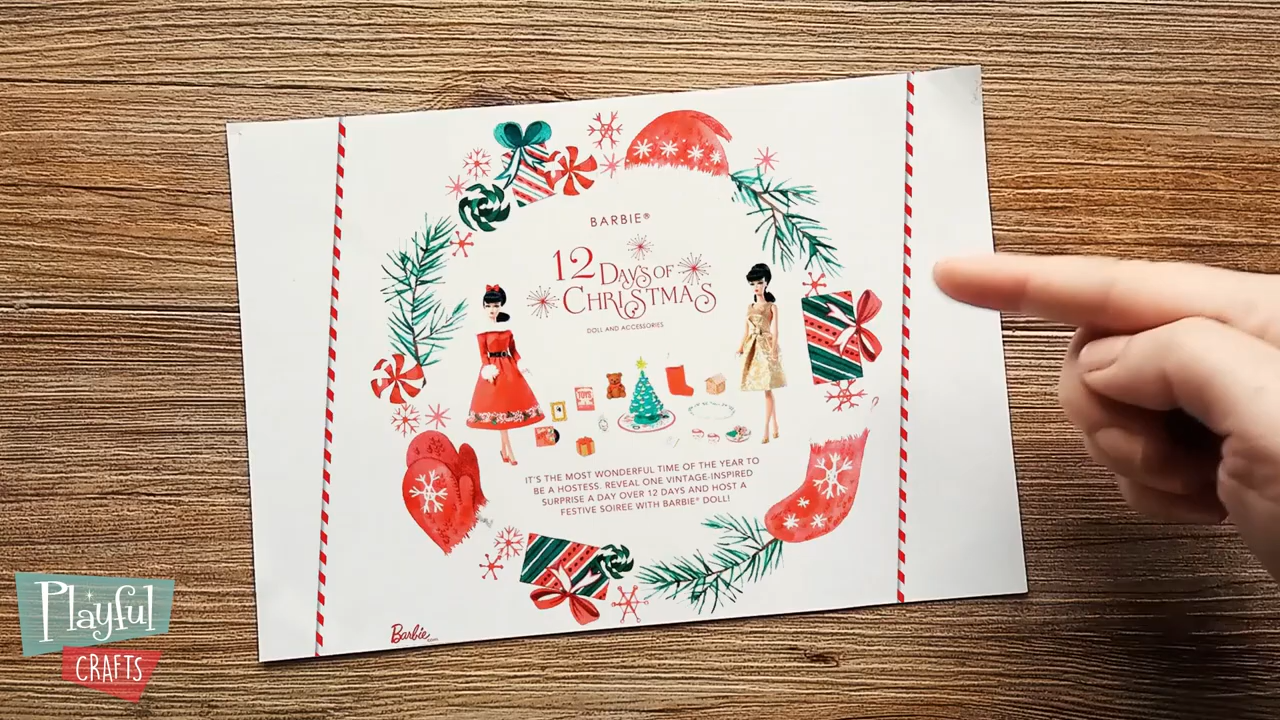 BARBIE®
12 DAYS OF
CHRISTMAS
DOLL AND ACCESSORIES
TOYS
IT'S THE MOST WONDERFUL TIME OF THE YEAR TO
BE A HOSTESS. REVEAL ONE VINTAGE-INSPIRED
SURPRISE A DAY OVER 12 DAYS AND HOST A
FESTIVE SOIREE WITH BARBIE® DOLL!
Barbie
Playful
CRAFTS